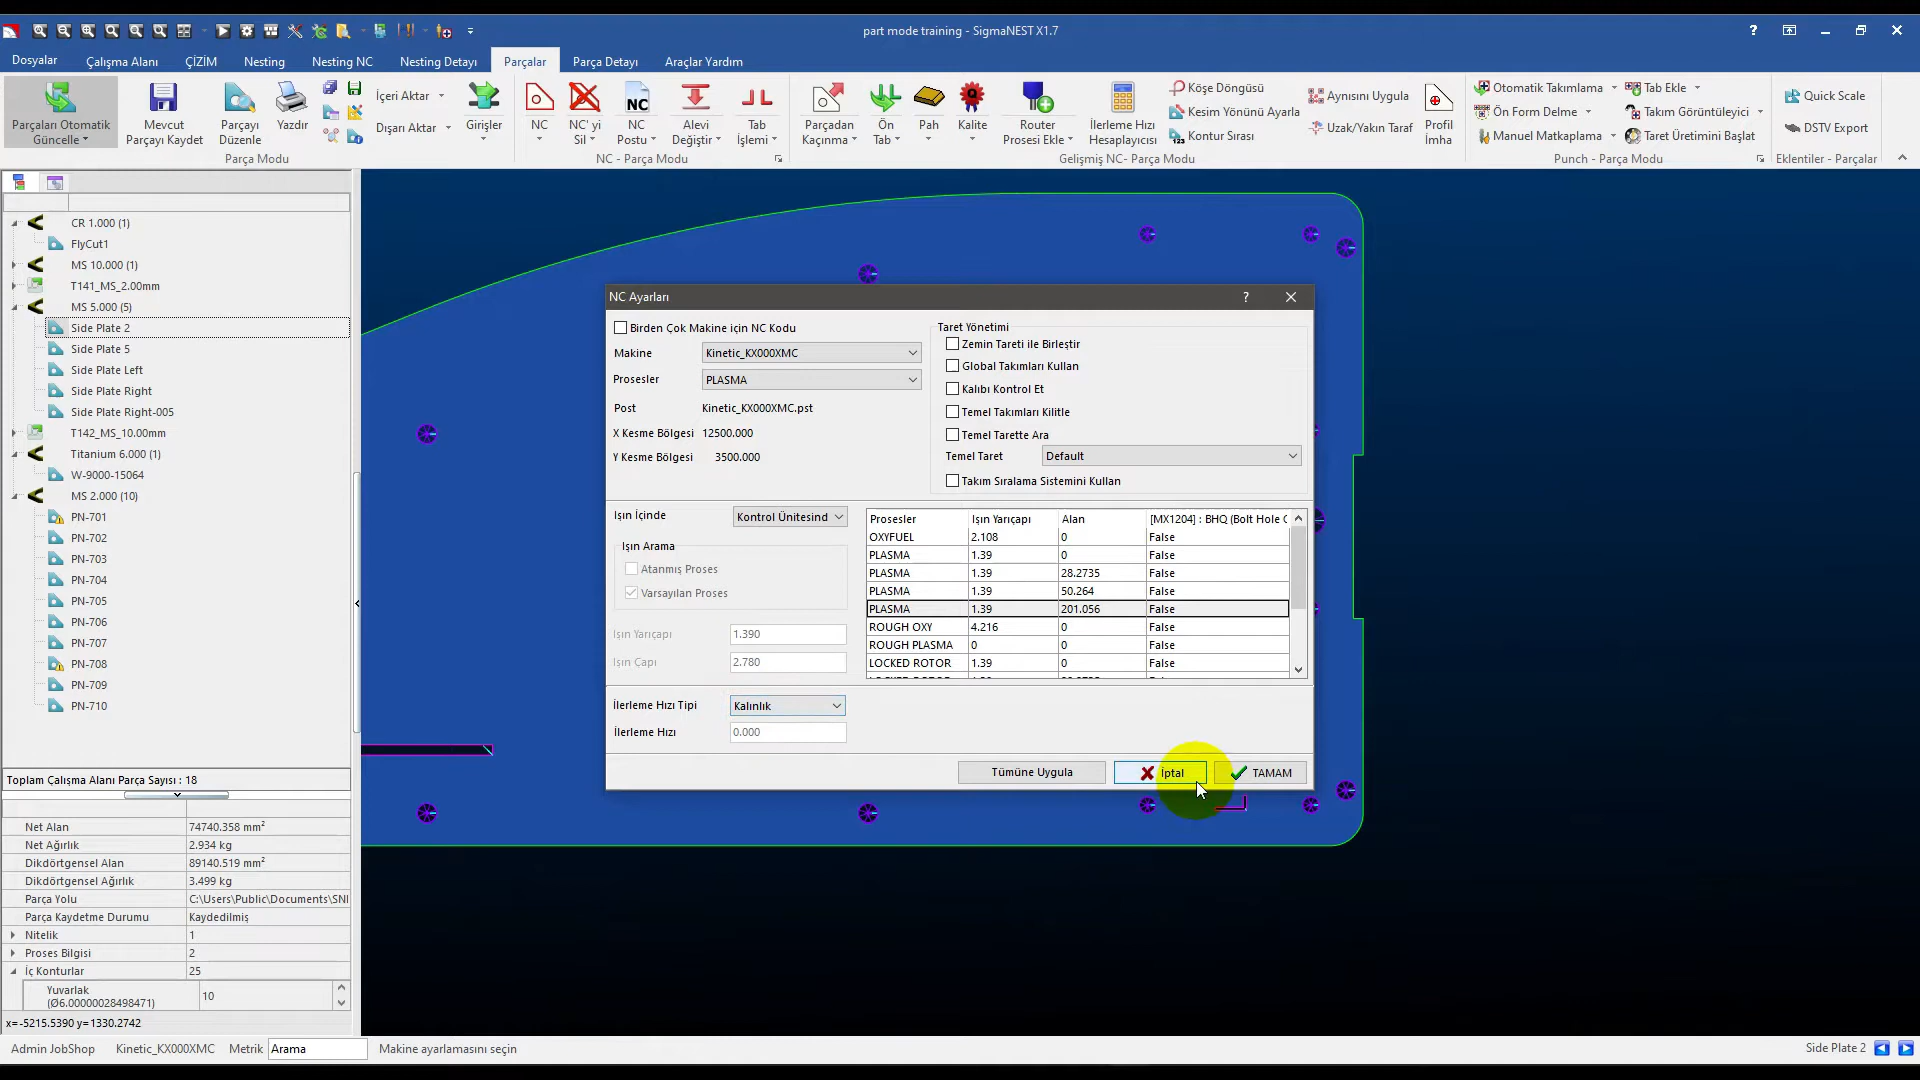 part mode training - SigmaNEST X1.7
Dosyalar
Çalışma Alanı
ÇİZİM
Nesting
Nesting NC
Nesting Detayı
Parçalar
Parça Detayı
Araçlar Yardım
Parçaları Otomatik
Güncelle
Mevcut
Parçayı Kaydet
Parçayı
Düzenle
Yazdır
İçeri Aktar
Dışarı Aktar
Girişler
Parça Modu
NC
NC' yi
Sil
NC
Postu
Alevi
Değiştir
Tab
İşlemi
NC - Parça Modu
Parçadan
Kaçınma
Ön
Tab
Pah
Kalite
Router
Prosesi Ekle
İlerleme Hızı
Hesaplayıcısı
Köşe Döngüsü
Kesim Yönünü Ayarla
Kontur Sırası
Aynısını Uygula
Uzak/Yakın Taraf
Profil
İmha
Gelişmiş NC- Parça Modu
Otomatik Takımlama
Ön Form Delme
Manuel Matkaplama
Tab Ekle
Takım Görüntüleyici
Taret Üretimini Başlat
Punch - Parça Modu
Quick Scale
DSTV Export
Eklentiler - Parçalar
CR 1.000 (1)
FlyCut1
MS 10.000 (1)
T141_MS_2.00mm
MS 5.000 (5)
Side Plate 2
Side Plate 5
Side Plate Left
Side Plate Right
Side Plate Right-005
T142_MS_10.00mm
Titanium 6.000 (1)
W-9000-15064
MS 2.000 (10)
PN-701
PN-702
PN-703
PN-704
PN-705
PN-706
PN-707
PN-708
PN-709
PN-710
Toplam Çalışma Alanı Parça Sayısı : 18
Net Alan 74740.358 mm²
Net Ağırlık 2.934 kg
Dikdörtgensel Alan 89140.519 mm²
Dikdörtgensel Ağırlık 3.499 kg
Parça Yolu C:\Users\Public\Documents\SNI
Parça Kaydetme Durumu Kaydedilmiş
Nitelik 1
Proses Bilgisi 2
İç Konturlar 25
Yuvarlak
(Ø6.00000028498471) 10
x=-5215.5390 y=1330.2742
NC Ayarları
?
Birden Çok Makine için NC Kodu
Makine Kinetic_KX000XMC
Prosesler PLASMA
Post Kinetic_KX000XMC.pst
X Kesme Bölgesi 12500.000
Y Kesme Bölgesi 3500.000
Taret Yönetimi
Zemin Tareti ile Birleştir
Global Takımları Kullan
Kalıbı Kontrol Et
Temel Takımları Kilitle
Temel Tarette Ara
Temel Taret Default
Takım Sıralama Sistemini Kullan
Işın İçinde Kontrol Ünitesind
Işın Arama
Atanmış Proses
Varsayılan Proses
Işın Yarıçapı 1.390
Işın Çapı 2.780
Prosesler Işın Yarıçapı Alan [MX1204] : BHQ (Bolt Hole C
OXYFUEL 2.108 0 False
PLASMA 1.39 0 False
PLASMA 1.39 28.2735 False
PLASMA 1.39 50.264 False
PLASMA 1.39 201.056 False
ROUGH OXY 4.216 0 False
ROUGH PLASMA 0 0 False
LOCKED ROTOR 1.39 0 False
İlerleme Hızı Tipi Kalınlık
İlerleme Hızı 0.000
Tümüne Uygula
İptal
TAMAM
Admin JobShop
Kinetic_KX000XMC
Metrik
Arama
Makine ayarlamasını seçin
Side Plate 2